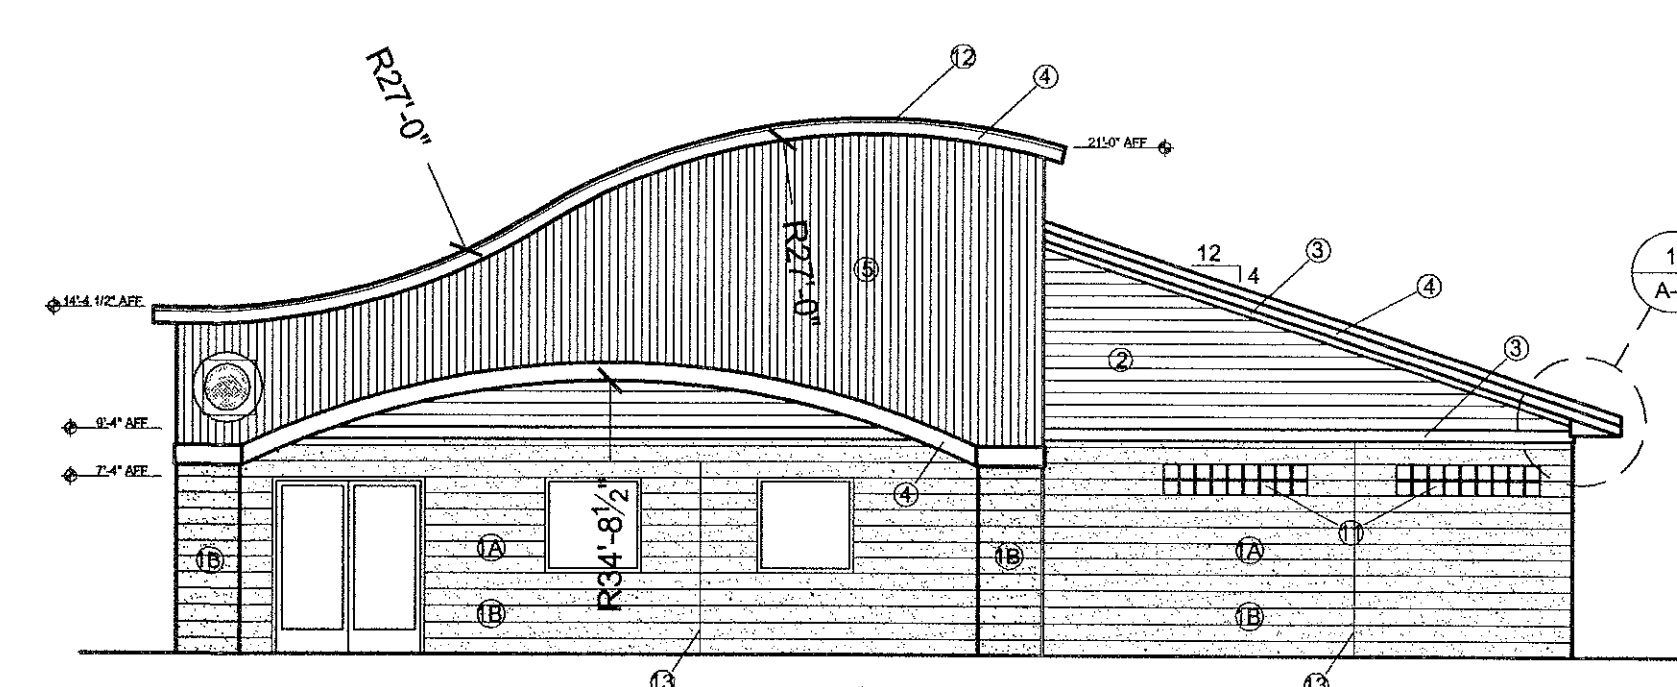 R27'-0"
12
4
21'-0" AFF
R27'-0"
5
12
4
3
4
1
A-
14'-4 1/2" AFF
2
3
9'-4" AFF
7'-4" AFF
4
R34'-8 1/2"
11
1B
1A
1B
1A
1B
1B
13
13